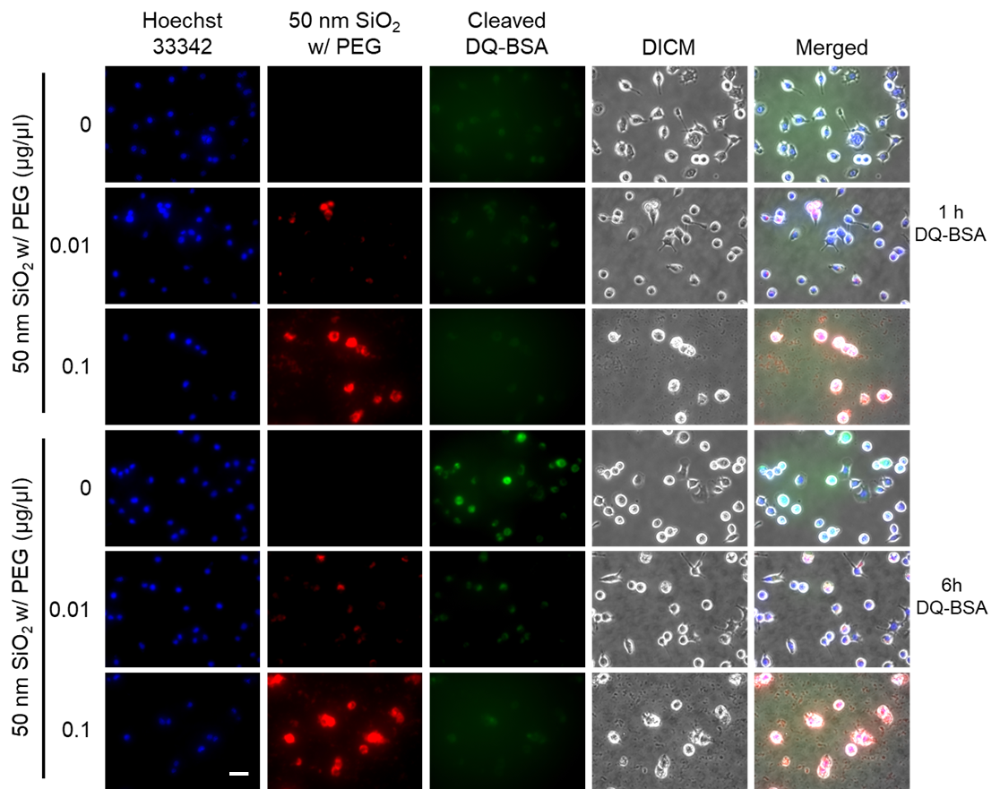 Hoechst
33342
50 nm SiO₂
w/ PEG
Cleaved
DQ-BSA
DICM
Merged
50 nm SiO₂ w/ PEG (µg/µl)
0
0.01
0.1
1 h
DQ-BSA
50 nm SiO₂ w/ PEG (µg/µl)
0
0.01
0.1
6h
DQ-BSA